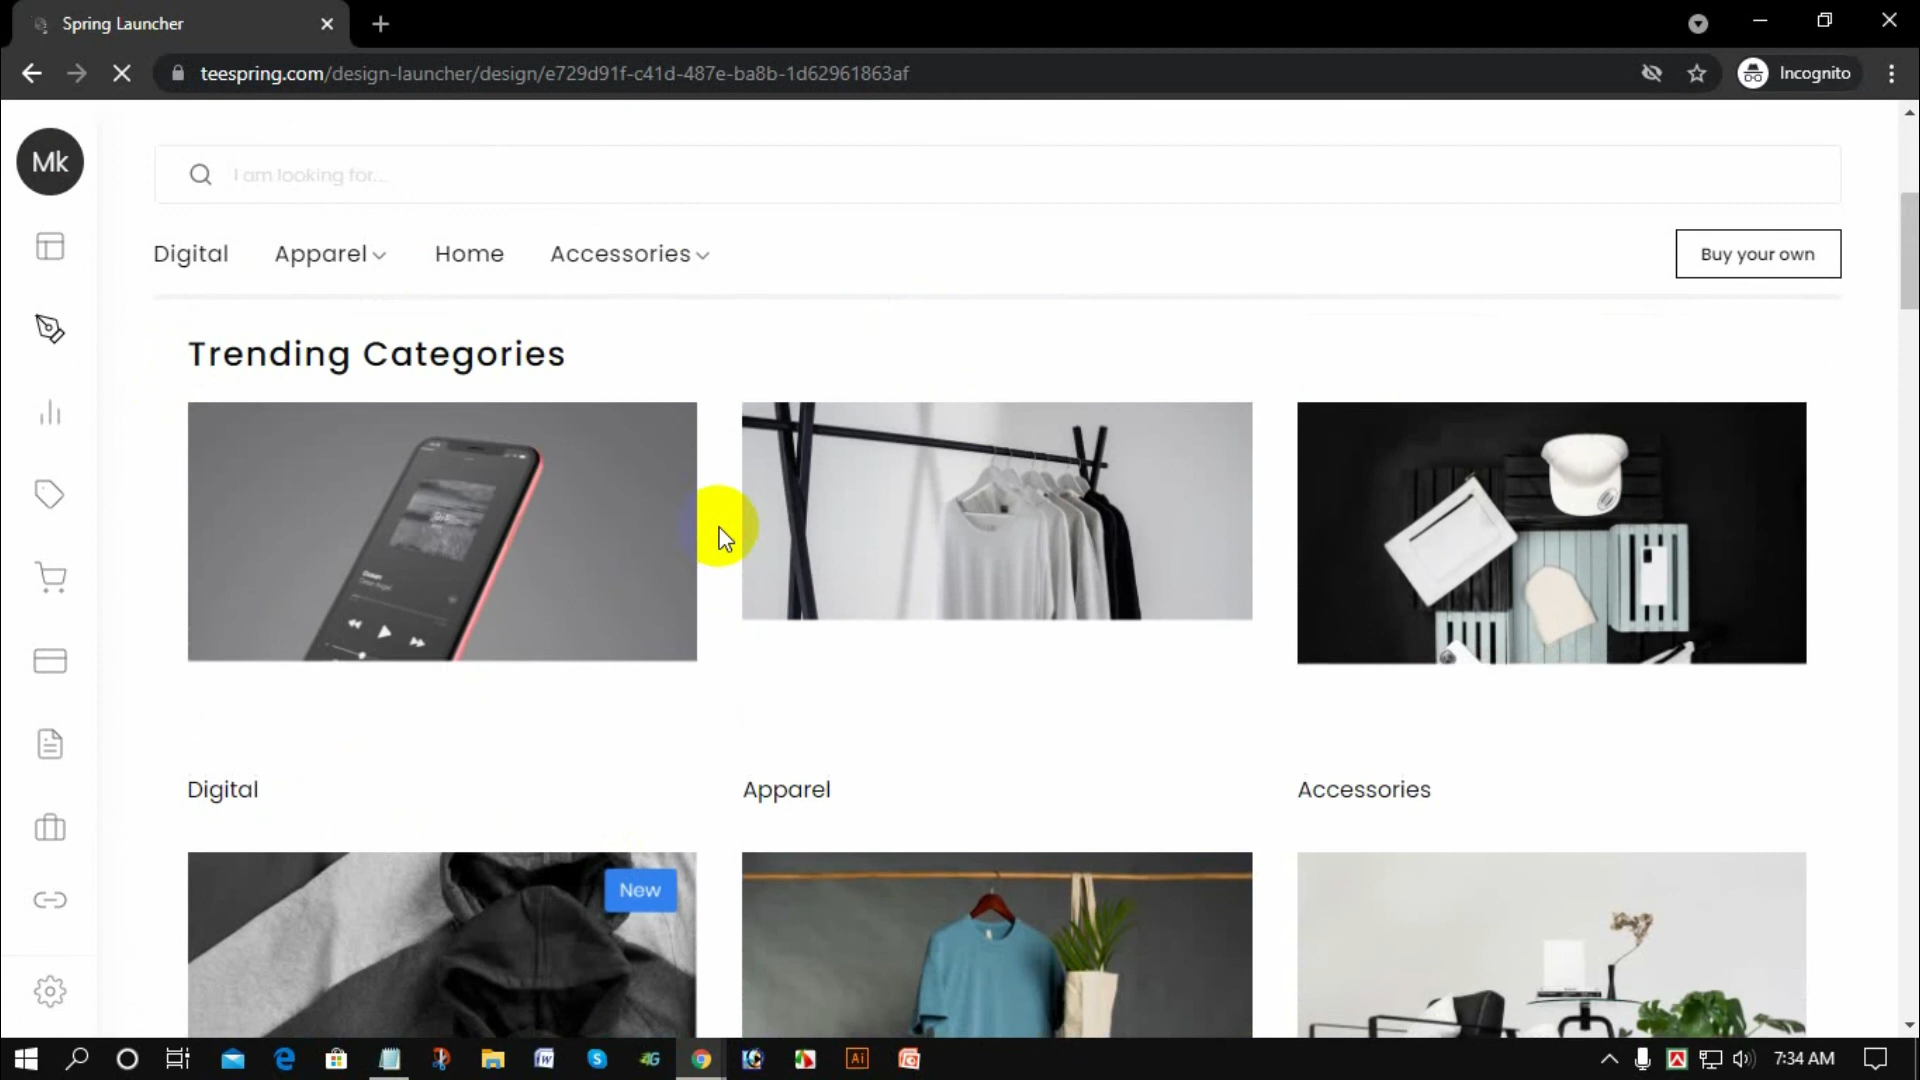 Spring Launcher
teespring.com/design-launcher/design/e729d91f-c41d-487e-ba8b-1d62961863af
Incognito
Mk
I am looking for...
Digital Apparel Home Accessories
Buy your own
Trending Categories
Digital
Apparel
Accessories
New
7:34 AM